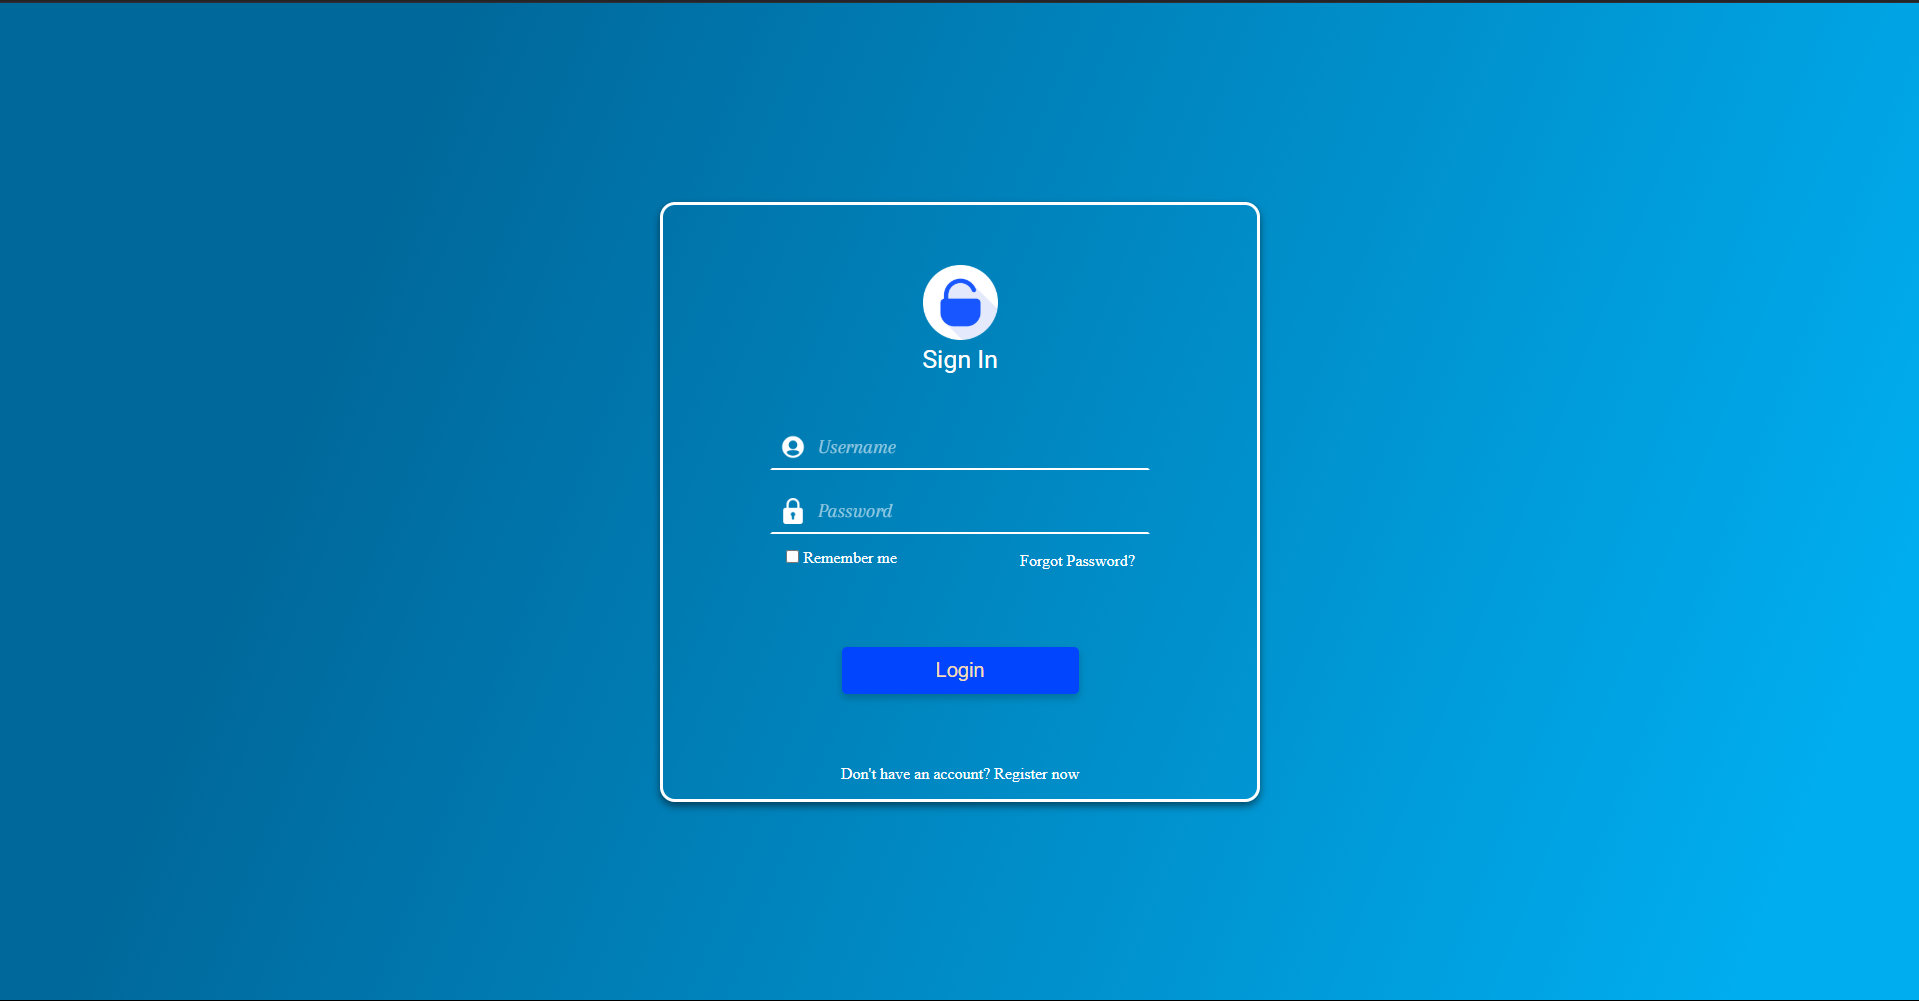 Sign In
Username
Password
Remember me
Forgot Password?
Login
Don't have an account? Register now